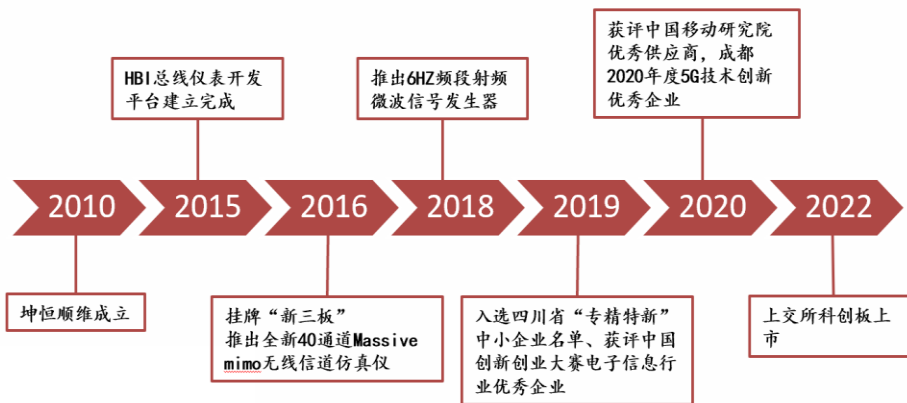 HBI总线仪表开发
平台建立完成
推出6HZ频段射频
微波信号发生器
获评中国移动研究院
优秀供应商，成都
2020年度5G技术创新
优秀企业
2010
2015
2016
2018
2019
2020
2022
坤恒顺维成立
挂牌“新三板”
推出全新40通道Massive
mimo无线信道仿真仪
入选四川省“专精特新”
中小企业名单、获评中国
创新创业大赛电子信息行
业优秀企业
上交所科创板上
市